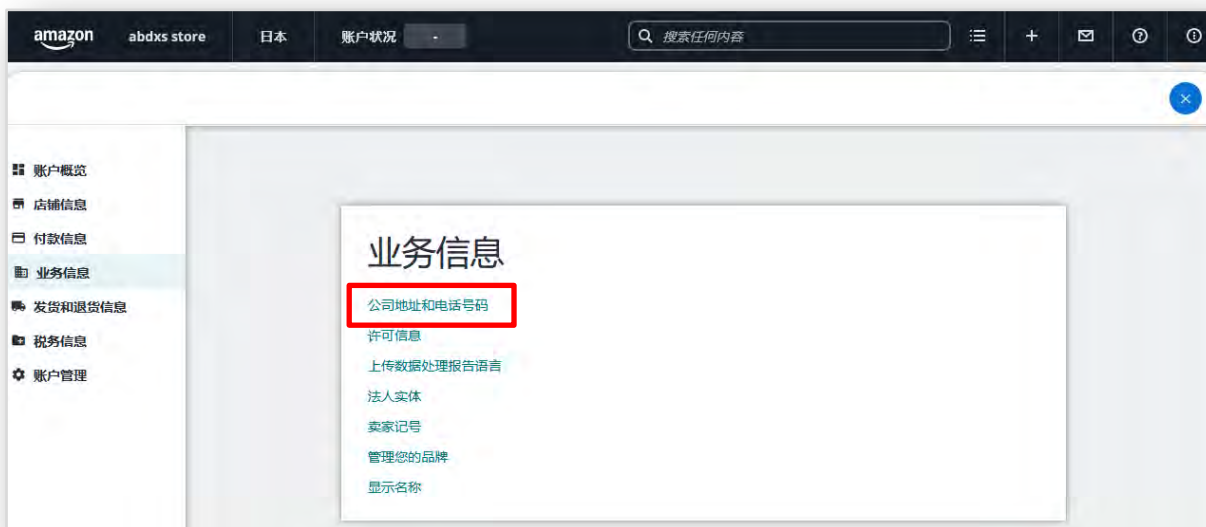 amazon abdxs store 日本 账户状况 - 搜索任何内容
账户概览
店铺信息
付款信息
业务信息
发货和退货信息
税务信息
账户管理
业务信息
公司地址和电话号码
许可信息
上传数据处理报告语言
法人实体
卖家记号
管理您的品牌
显示名称